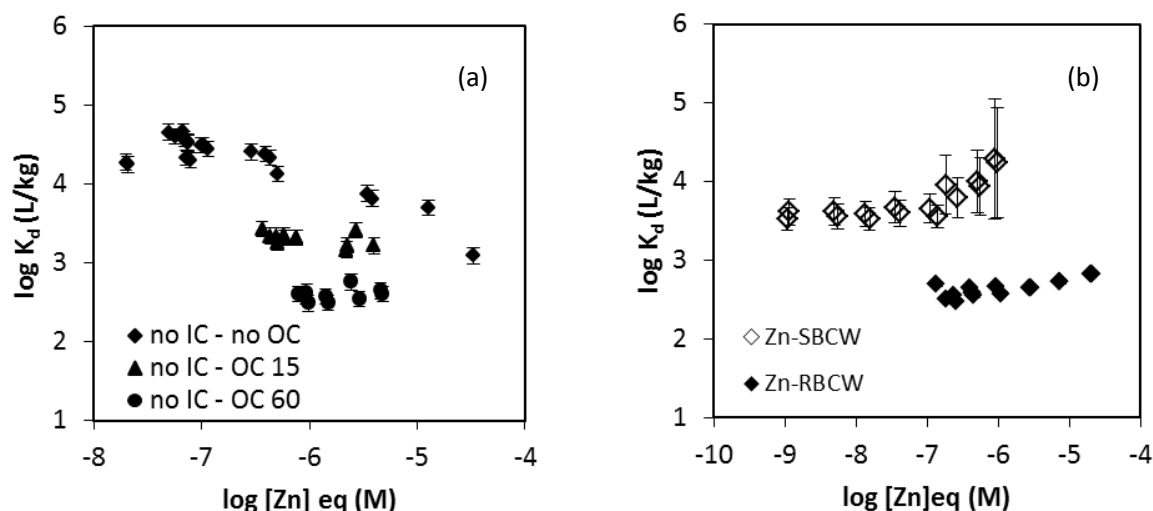 (a)
log Kd (L/kg)
6
5
4
3
2
1
no IC - no OC
no IC - OC 15
no IC - OC 60
-8
-7
-6
-5
-4
log [Zn] eq (M)
(b)
log Kd (L/kg)
6
5
4
3
2
1
Zn-SBCW
Zn-RBCW
-10
-9
-8
-7
-6
-5
-4
log [Zn]eq (M)